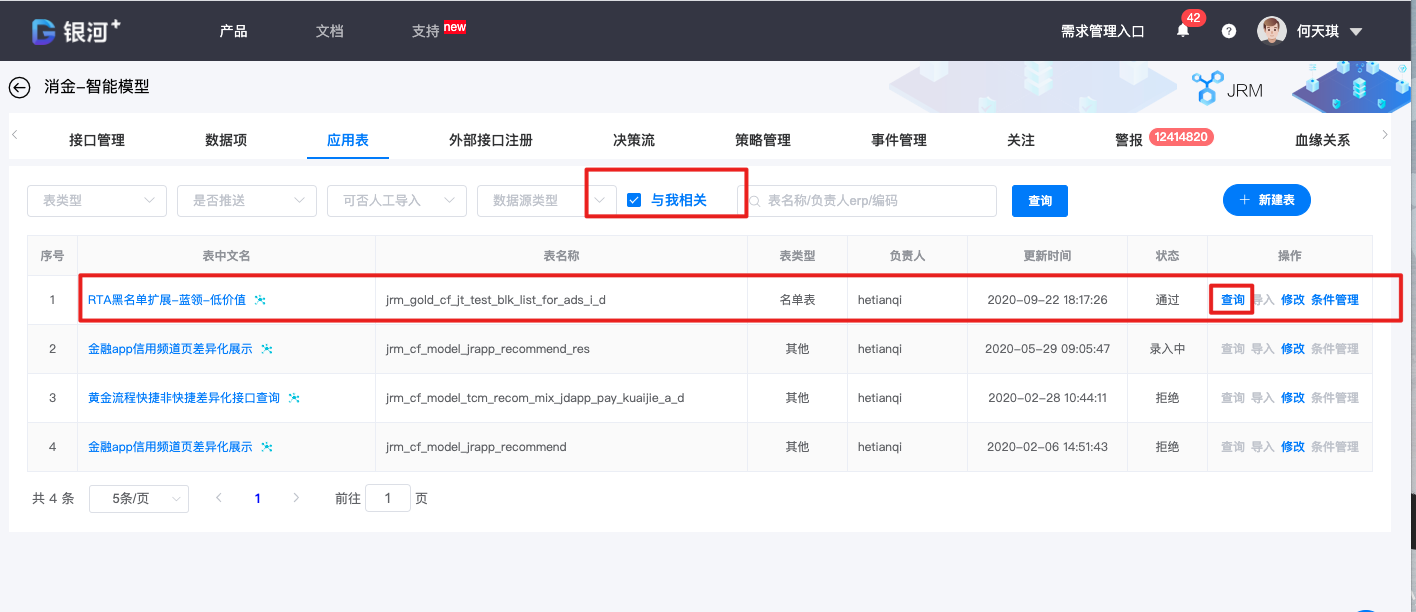 银河+ 产品 文档 支持 new 需求管理入口 42 ? 何天琪
消金-智能模型 JRM
接口管理 数据项 应用表 外部接口注册 决策流 策略管理 事件管理 关注 警报 12414820 血缘关系
表类型 是否推送 可否人工导入 数据源类型 与我相关 表名称/负责人erp/编码 查询 + 新建表
序号 表中文名 表名称 表类型 负责人 更新时间 状态 操作
1 RTA黑名单扩展-蓝领-低价值 jrm_gold_cf_jt_test_blk_list_for_ads_i_d 名单表 hetianqi 2020-09-22 18:17:26 通过 查询 导入 修改 条件管理
2 金融app信用频道页差异化展示 jrm_cf_model_jrapp_recommend_res 其他 hetianqi 2020-05-29 09:05:47 录入中 查询 导入 修改 条件管理
3 黄金流程快捷非快捷差异化接口查询 jrm_cf_model_tcm_recom_mix_jdapp_pay_kuaijie_a_d 其他 hetianqi 2020-02-28 10:44:11 拒绝 查询 导入 修改 条件管理
4 金融app信用频道页差异化展示 jrm_cf_model_jrapp_recommend 其他 hetianqi 2020-02-06 14:51:43 拒绝 查询 导入 修改 条件管理
共 4 条 5条/页 1 前往 1 页